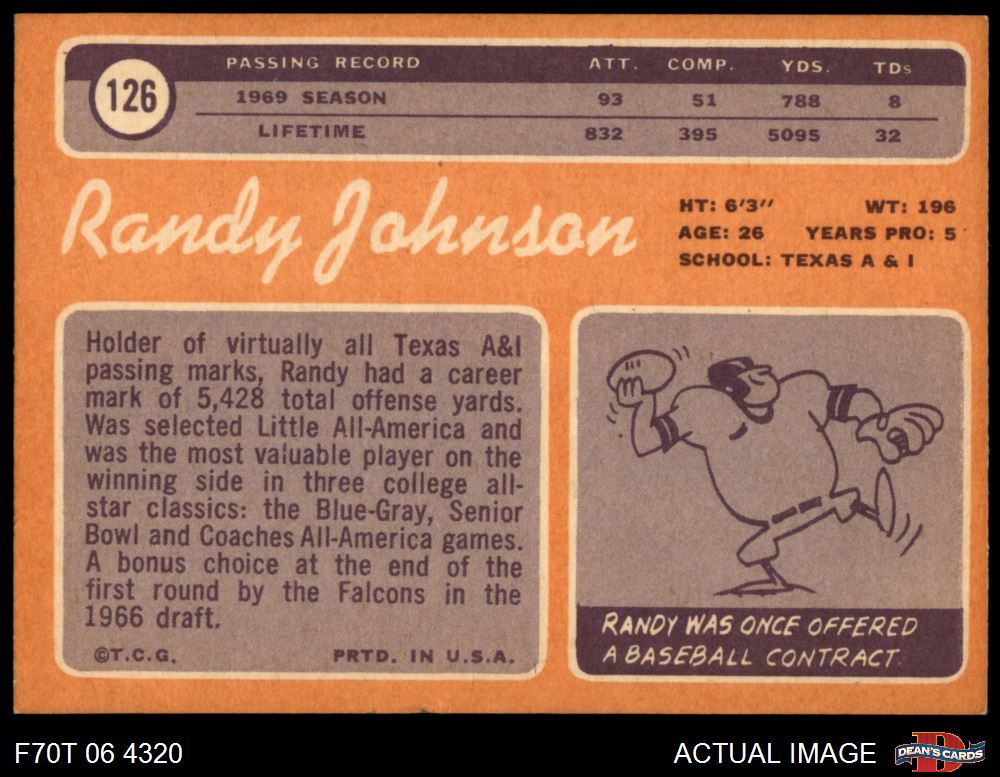 126
PASSING RECORD ATT. COMP. YDS. TDs
1969 SEASON 93 51 788 8
LIFETIME 832 395 5095 32
Randy Johnson
HT: 6'3" WT: 196
AGE: 26 YEARS PRO: 5
SCHOOL: TEXAS A & I
Holder of virtually all Texas A&I
passing marks, Randy had a career
mark of 5,428 total offense yards.
Was selected Little All-America and
was the most valuable player on the
winning side in three college all-
star classics: the Blue-Gray, Senior
Bowl and Coaches All-America games.
A bonus choice at the end of the
first round by the Falcons in the
1966 draft.
©T.C.G. PRTD. IN U.S.A.
RANDY WAS ONCE OFFERED
A BASEBALL CONTRACT.
F70T 06 4320 ACTUAL IMAGE
D
DEAN'S CARDS